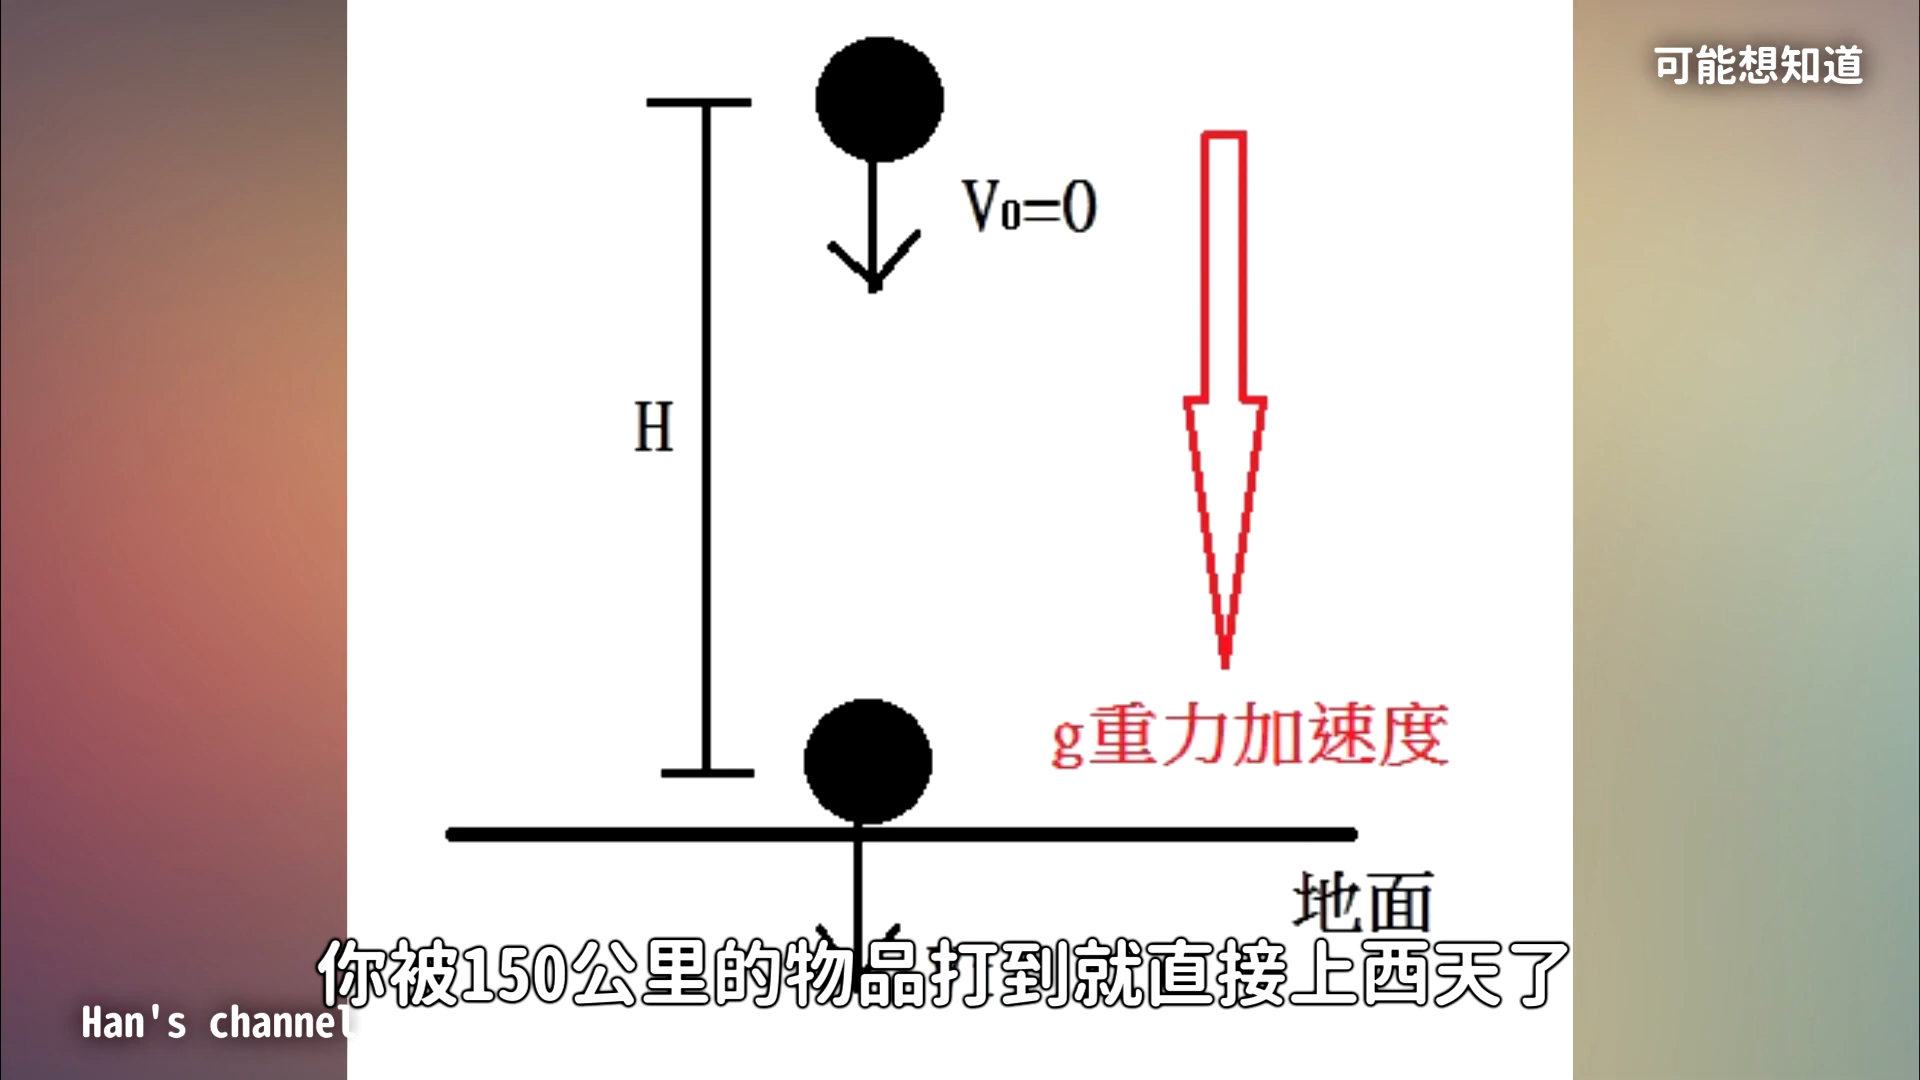 可能想知道
V0=0
H
g重力加速度
地面
你被150公里的物品打到就直接上西天了
Han's channel